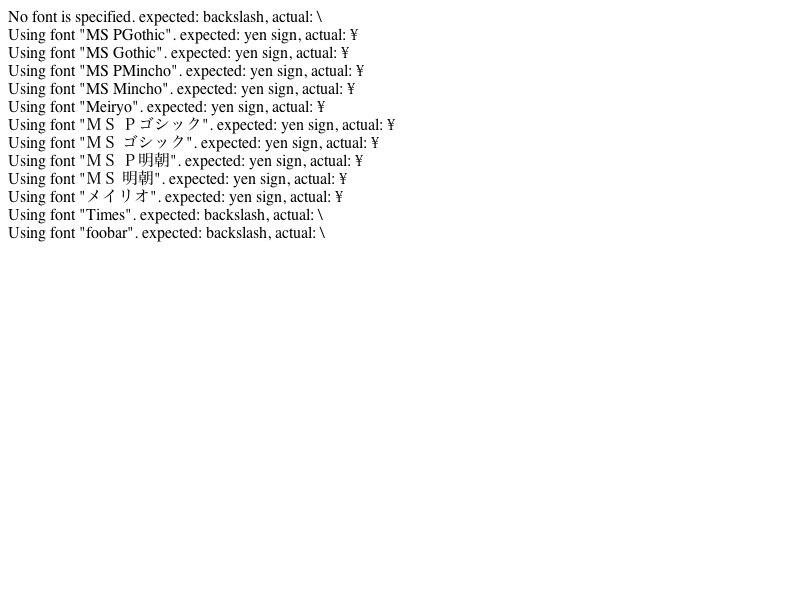 No font is specified. expected: backslash, actual: \
Using font "MS PGothic". expected: yen sign, actual: ¥
Using font "MS Gothic". expected: yen sign, actual: ¥
Using font "MS PMincho". expected: yen sign, actual: ¥
Using font "MS Mincho". expected: yen sign, actual: ¥
Using font "Meiryo". expected: yen sign, actual: ¥
Using font "ＭＳ Ｐゴシック". expected: yen sign, actual: ¥
Using font "ＭＳ ゴシック". expected: yen sign, actual: ¥
Using font "ＭＳ Ｐ明朝". expected: yen sign, actual: ¥
Using font "ＭＳ 明朝". expected: yen sign, actual: ¥
Using font "メイリオ". expected: yen sign, actual: ¥
Using font "Times". expected: backslash, actual: \
Using font "foobar". expected: backslash, actual: \